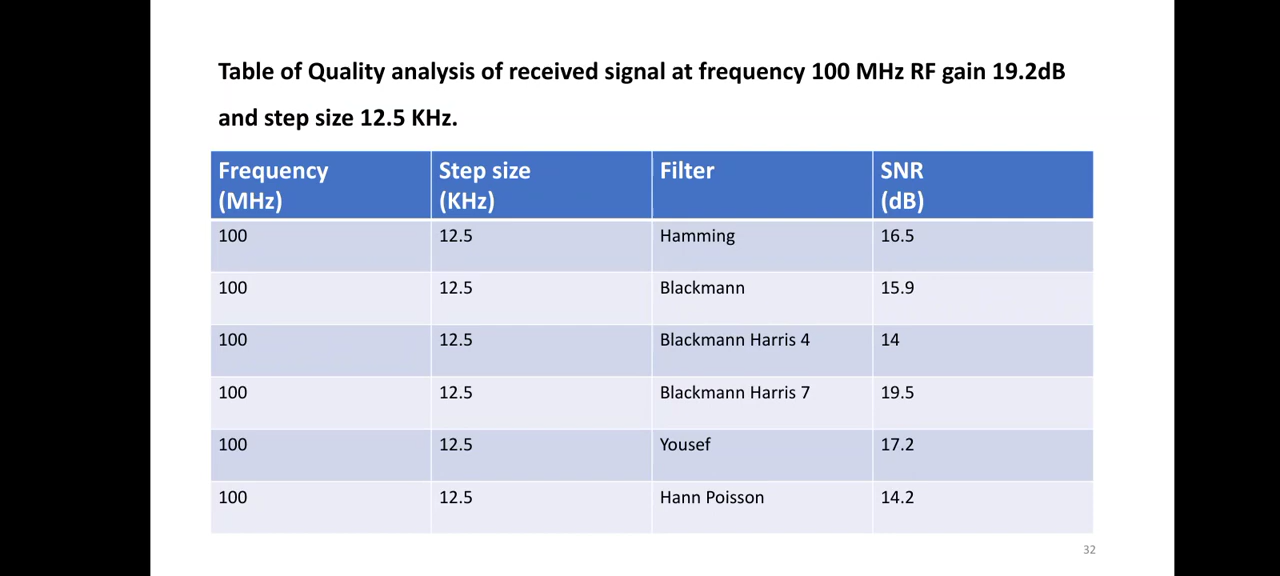 Table of Quality analysis of received signal at frequency 100 MHz RF gain 19.2dB
and step size 12.5 KHz.
Frequency (MHz) Step size (KHz) Filter SNR (dB)
100 12.5 Hamming 16.5
100 12.5 Blackmann 15.9
100 12.5 Blackmann Harris 4 14
100 12.5 Blackmann Harris 7 19.5
100 12.5 Yousef 17.2
100 12.5 Hann Poisson 14.2
32